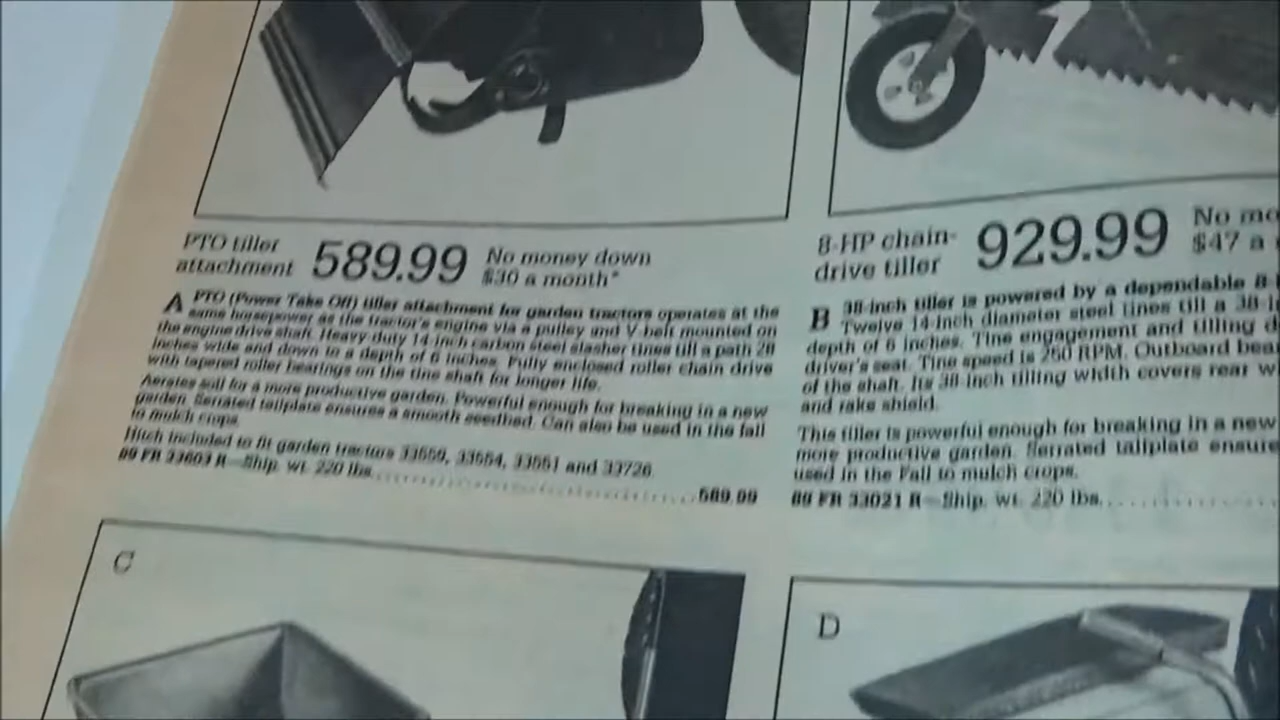 PTO tiller
attachment
589.99
No money down
$30 a month*
A PTO (Power Take Off) tiller attachment for garden tractors operates at the
same horsepower as the tractor's engine via a pulley and V-belt mounted on
the engine drive shaft. Heavy duty 14-inch carbon steel slasher tines till a path 28
inches wide and down to a depth of 6 inches. Fully enclosed roller chain drive
with tapered roller bearings on the tine shaft for longer life.
Aerates soil for a more productive garden. Powerful enough for breaking in a new
garden. Serrated tailplate ensures a smooth seedbed. Can also be used in the fall
to mulch crops.
Hitch included to fit garden tractors 33559, 33554, 33551 and 33726.
89 FR 33603 R—Ship. wt. 220 lbs. 589.99
8-HP chain-
drive tiller
929.99
No mo
$47 a
B 38-inch tiller is powered by a dependable 8
Twelve 14-inch diameter steel tines till a 38-i
depth of 6 inches. Tine engagement and tilling d
driver's seat. Tine speed is 250 RPM. Outboard bea
of the shaft. Its 38-inch tilling width covers rear w
and rake shield.
This tiller is powerful enough for breaking in a new
more productive garden. Serrated tailplate ensure
used in the Fall to mulch crops.
89 FR 33021 R—Ship. wt. 220 lbs.
C
D